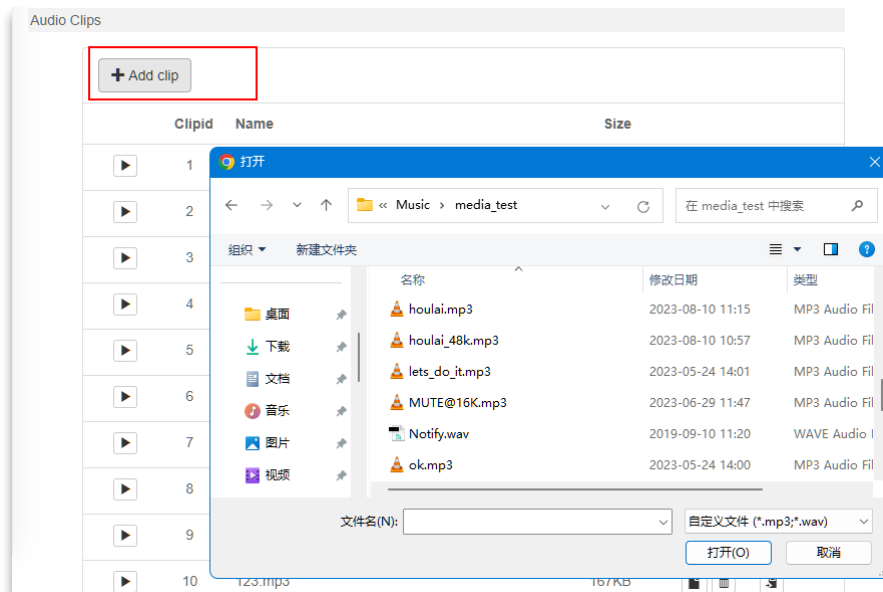 Audio Clips
Add clip
Clipid Name Size
1
打开
Music media_test
在 media_test 中搜索
2
组织 新建文件夹
3
名称 修改日期 类型
4
桌面
houlai.mp3 2023-08-10 11:15 MP3 Audio Fil
下载
houlai_48k.mp3 2023-08-10 10:57 MP3 Audio Fil
5
文档
lets_do_it.mp3 2023-05-24 14:01 MP3 Audio Fil
6
音乐
MUTE@16K.mp3 2023-06-29 11:47 MP3 Audio Fil
7
图片
Notify.wav 2019-09-10 11:20 WAVE Audio
8
视频
ok.mp3 2023-05-24 14:00 MP3 Audio Fil
9
文件名(N): 自定义文件 (*.mp3;*.wav)
打开(O) 取消
10 123.mp3 167KB